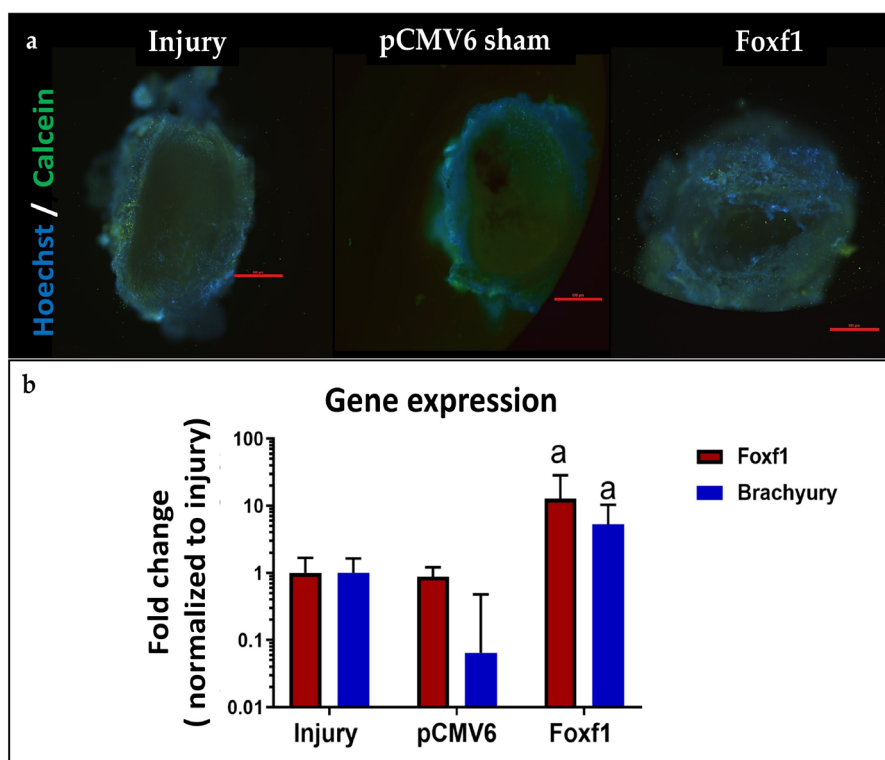 a
Injury
pCMV6 sham
Foxf1
Hoechst / Calcein
b
Gene expression
Fold change
( normalized to injury)
100
10
1
0.1
0.01
a
a
Foxf1
Brachyury
Injury
pCMV6
Foxf1